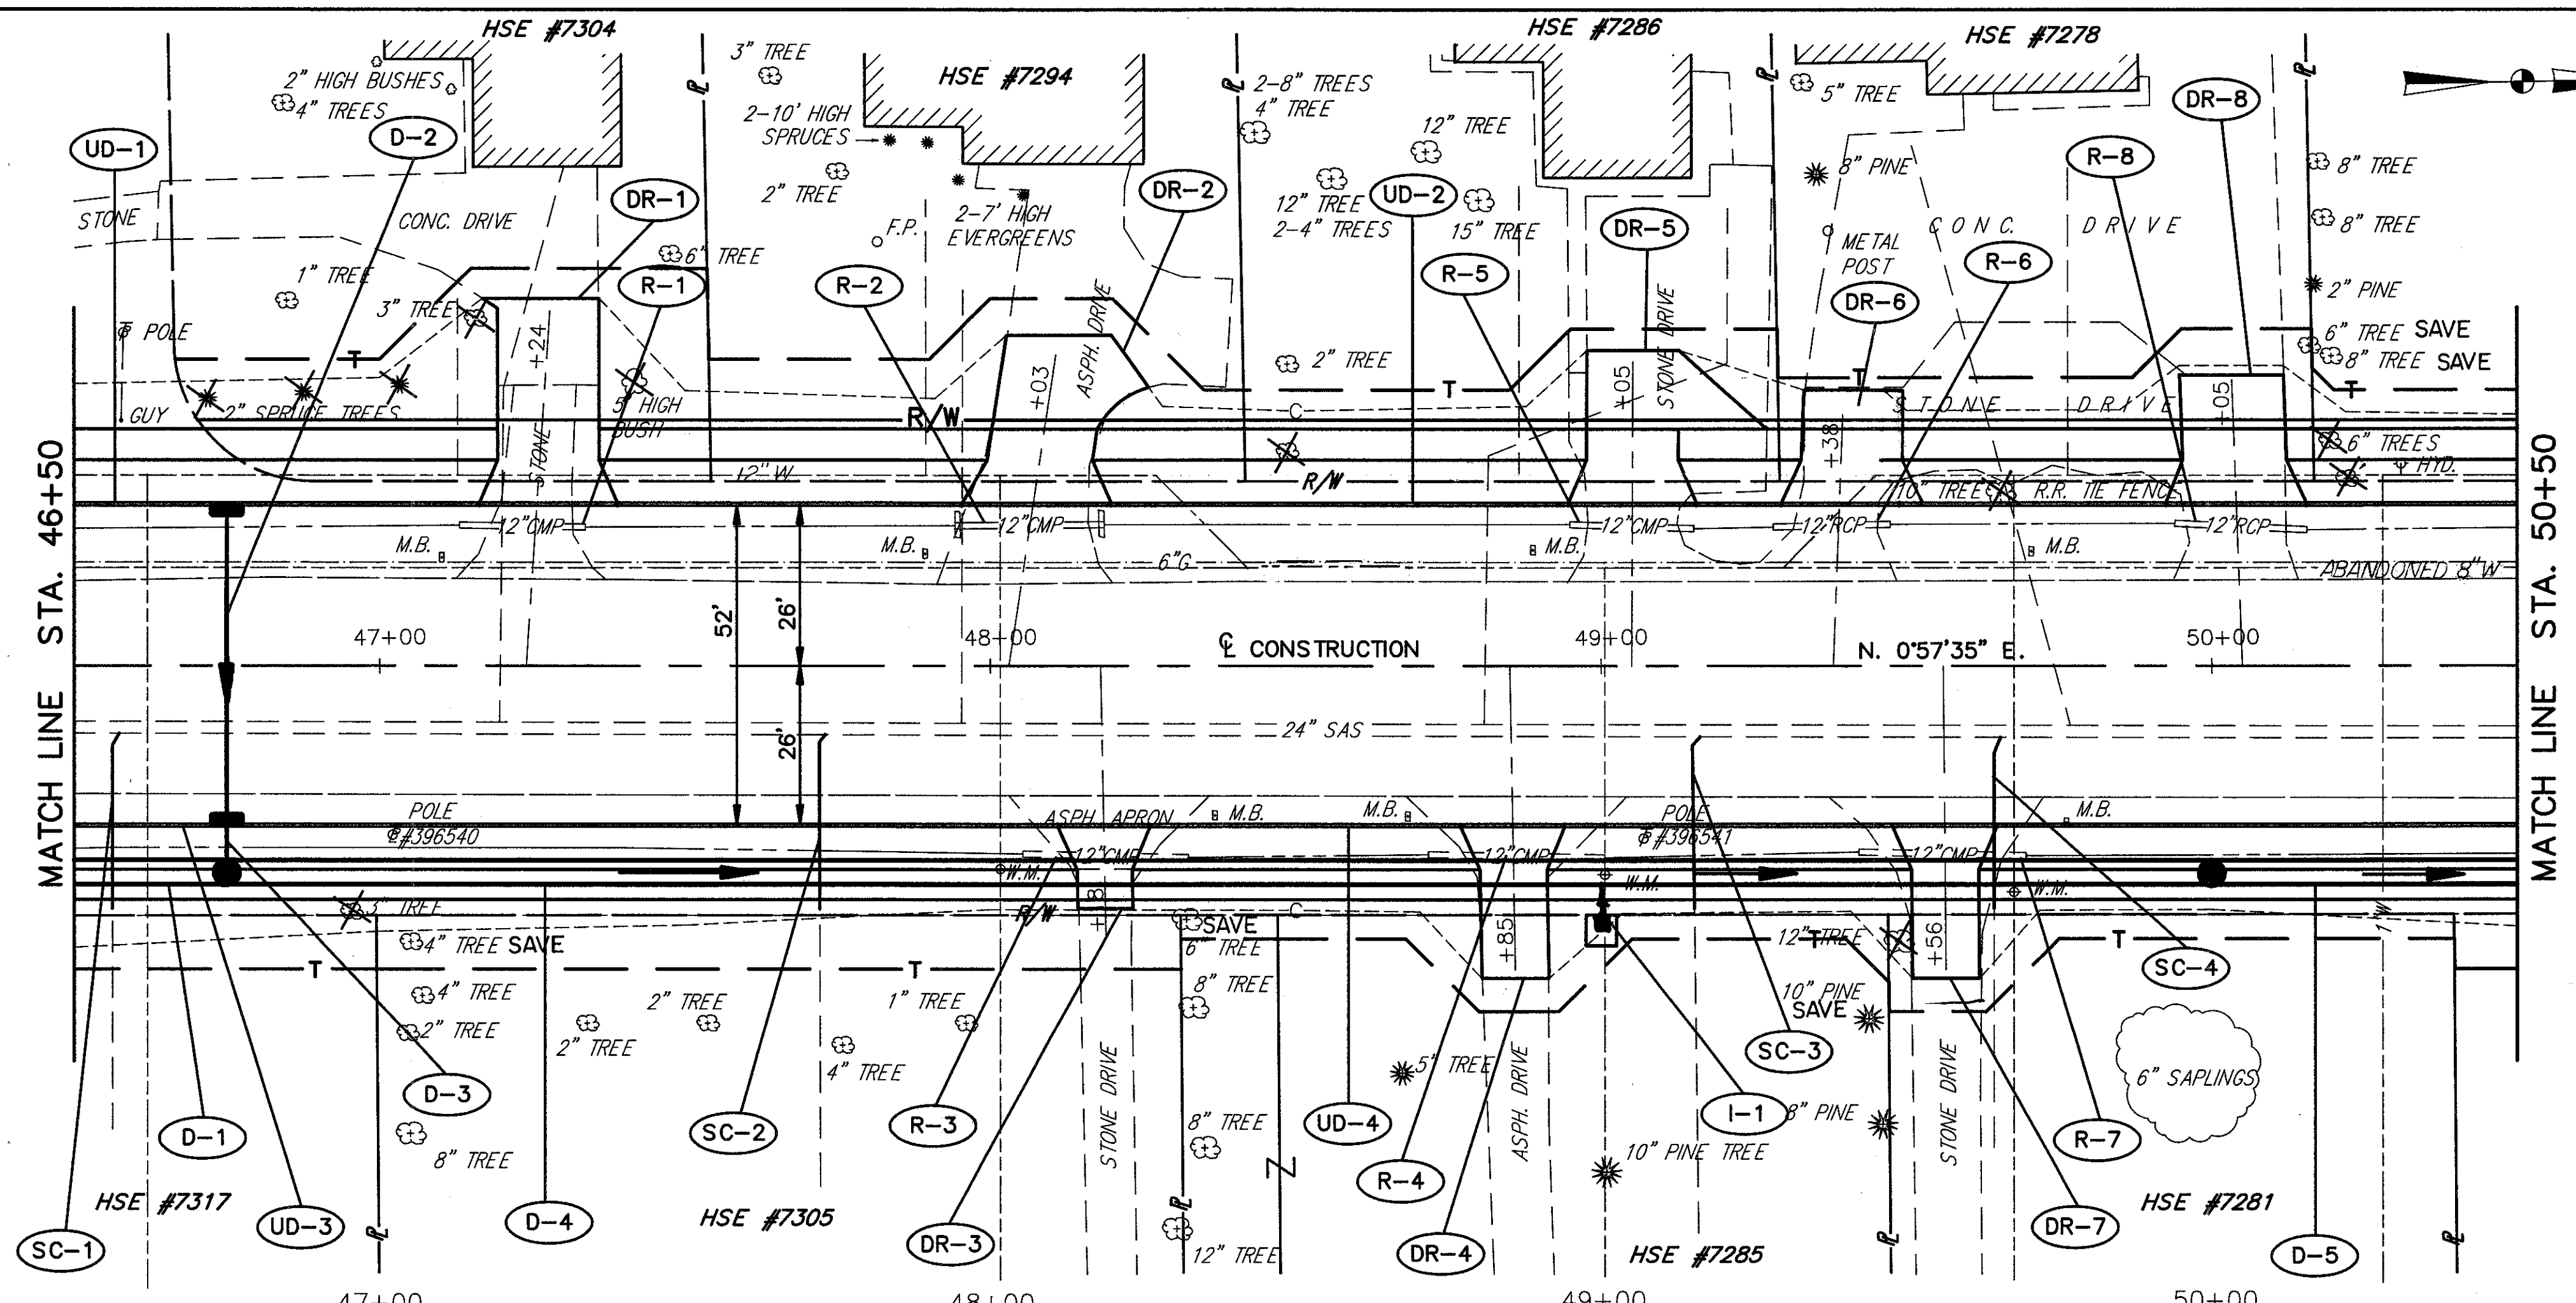 HSE #7304
HSE #7294
HSE #7286
HSE #7278
2" HIGH BUSHES
4" TREES
UD-1
D-2
3" TREE
2-10' HIGH
SPRUCES
2" TREE
DR-1
DR-2
F.P.
2-7' HIGH
EVERGREENS
2-8" TREES
4" TREE
12" TREE
12" TREE
2-4" TREES
UD-2
15" TREE
DR-5
5" TREE
8" PINE
METAL
POST
CONC. DRIVE
R-8
DR-8
8" TREE
8" TREE
2" PINE
6" TREE SAVE
8" TREE SAVE
STONE
CONC. DRIVE
1" TREE
3" TREE
6" TREE
R-1
R-2
R-5
R-6
DR-6
POLE
GUY
T
2" SPRUCE TREES
+24
STONE
5' HIGH
BUSH
R/W
+03
ASPH. DRIVE
2" TREE
T
C
+05
STONE DRIVE
T
STONE DRIVE
+38
+05
T
6" TREES
HYD.
12" W
R/W
10" TREE
R.R. TIE FENCE
12"CMP
12"CMP
12"CMP
12"RCP
12"RCP
M.B.
M.B.
M.B.
M.B.
6"G
ABANDONED 8"W
MATCH LINE STA. 46+50
MATCH LINE STA. 50+50
52'
26'
26'
47+00
48+00
49+00
50+00
℄ CONSTRUCTION
N. 0°57'35" E.
24" SAS
POLE
#396540
ASPH. APRON
M.B.
M.B.
POLE
#396541
M.B.
12"CMP
12"CMP
12"CMP
W.M.
W.M.
W.M.
3" TREE
4" TREE SAVE
R/W
+18
SAVE
6" TREE
C
+85
12" TREE
T
+56
T
T
T
1"W
SC-4
4" TREE
2" TREE
2" TREE
2" TREE
1" TREE
4" TREE
8" TREE
10" PINE
SAVE
SC-3
5" TREE
6" SAPLINGS
D-3
D-1
SC-2
R-3
UD-4
I-1
8" PINE
R-7
8" TREE
STONE DRIVE
8" TREE
ASPH. DRIVE
10" PINE TREE
STONE DRIVE
R-4
HSE #7317
HSE #7305
HSE #7285
HSE #7281
SC-1
UD-3
D-4
DR-3
12" TREE
DR-4
DR-7
D-5
47+00
48+00
49+00
50+00